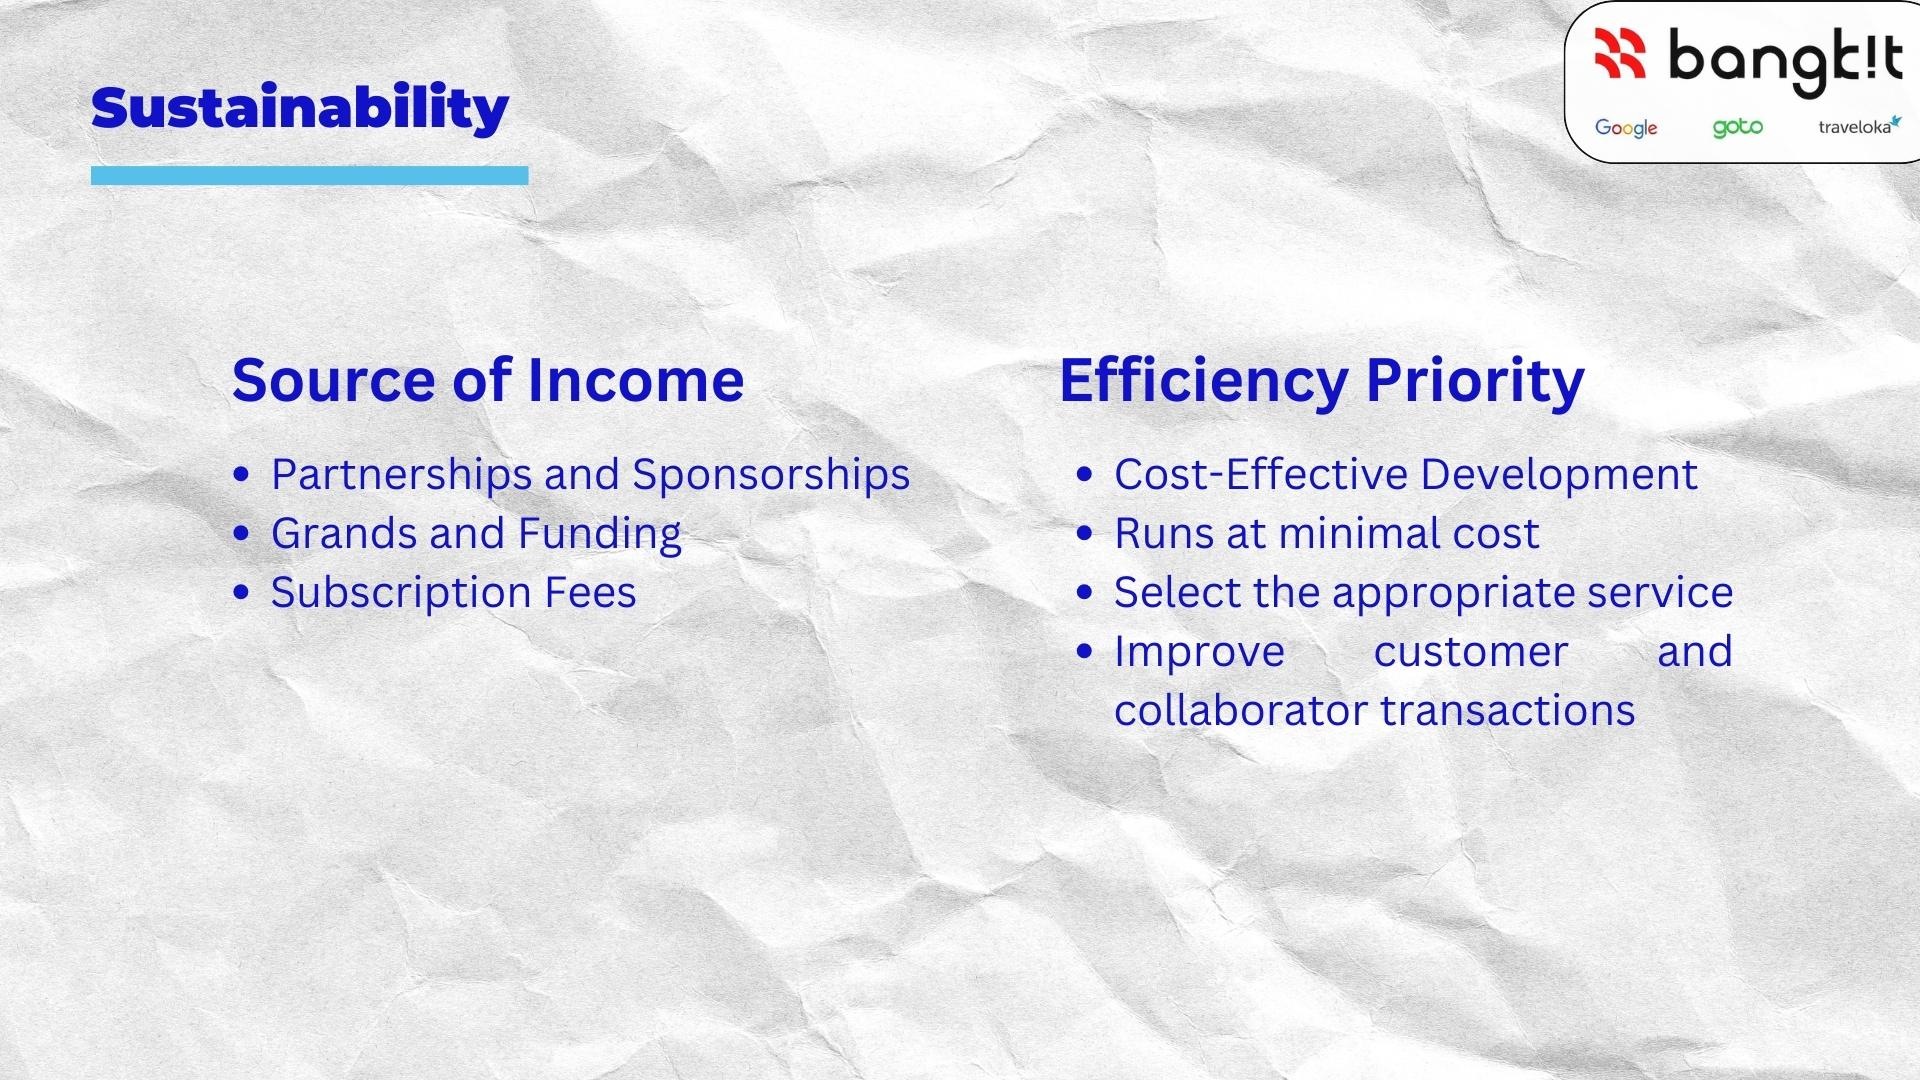 Sustainability
bangk!t
Google goto traveloka
Source of Income
Partnerships and Sponsorships
Grands and Funding
Subscription Fees
Efficiency Priority
Cost-Effective Development
Runs at minimal cost
Select the appropriate service
Improve customer and
collaborator transactions